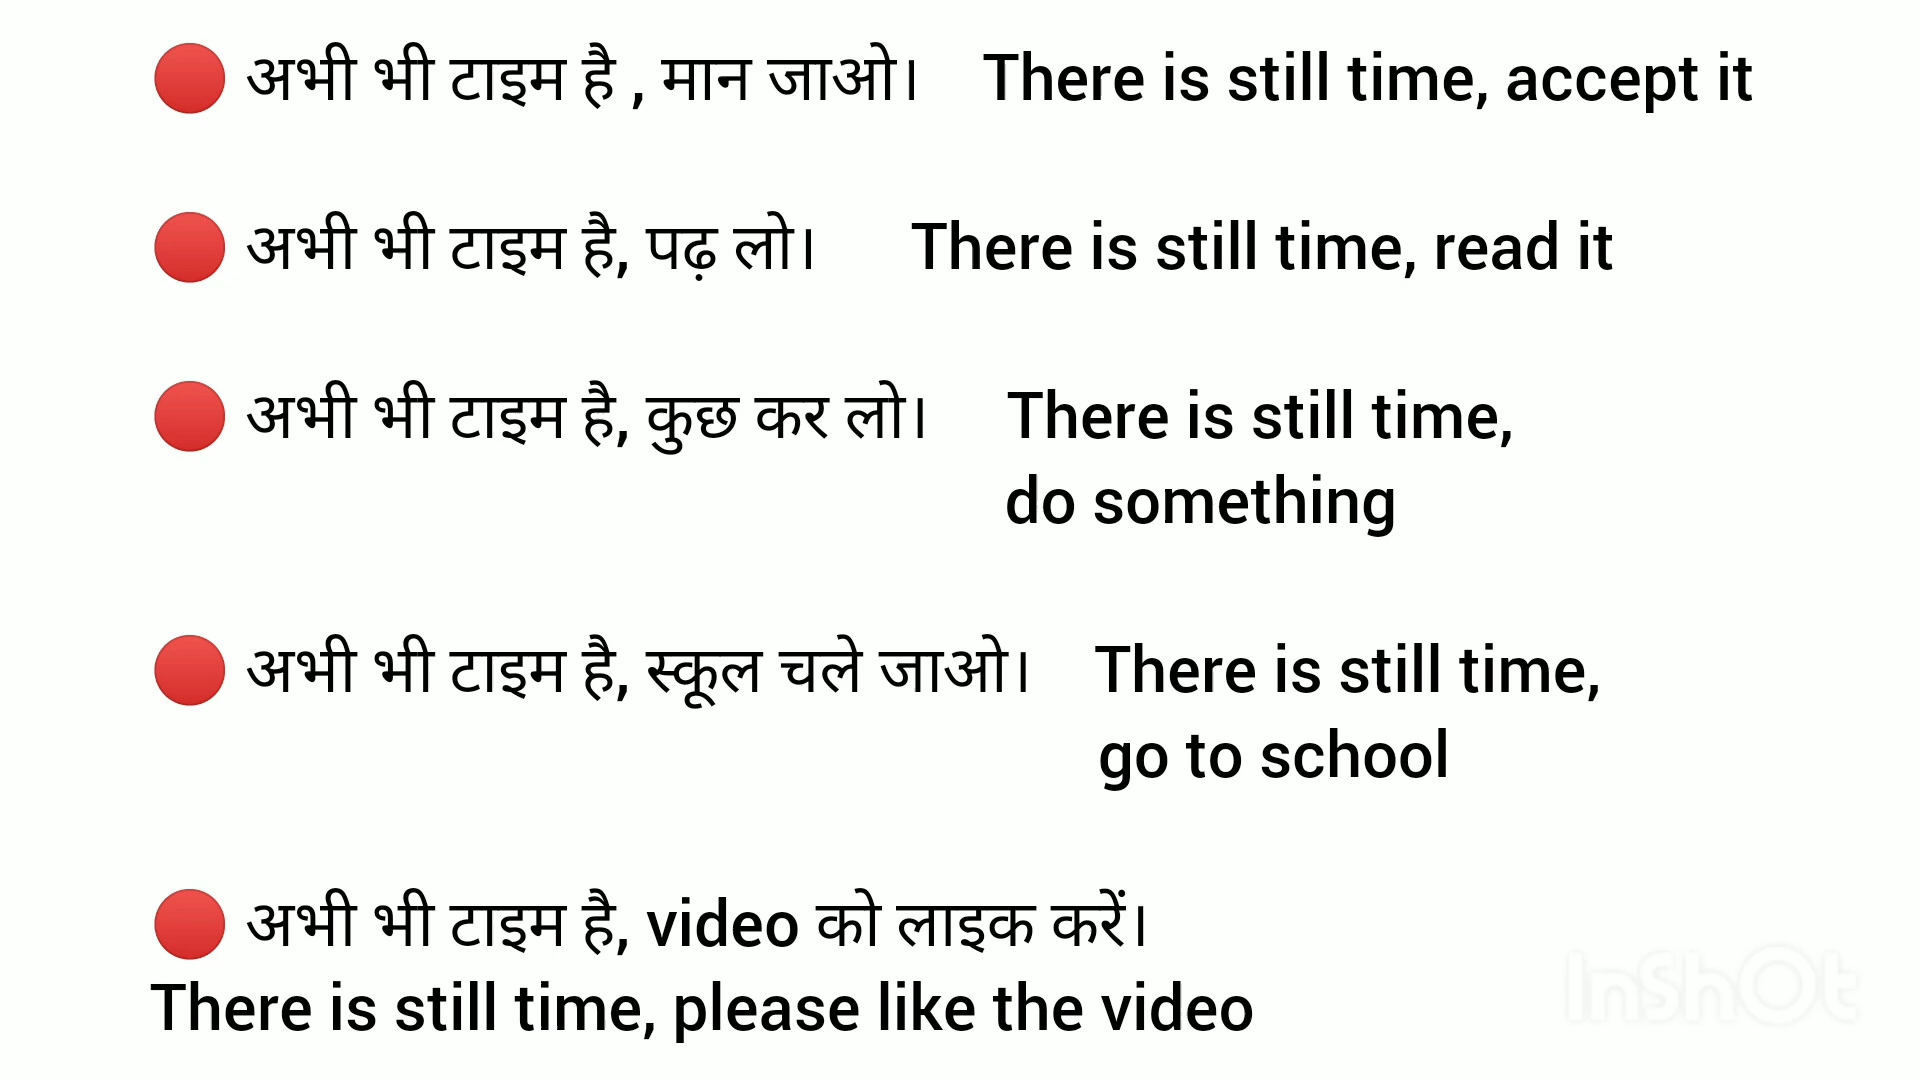 🔴 अभी भी टाइम है , मान जाओ। There is still time, accept it
🔴 अभी भी टाइम है, पढ़ लो। There is still time, read it
🔴 अभी भी टाइम है, कुछ कर लो। There is still time,
do something
🔴 अभी भी टाइम है, स्कूल चले जाओ। There is still time,
go to school
🔴 अभी भी टाइम है, video को लाइक करें।
There is still time, please like the video
InShOt